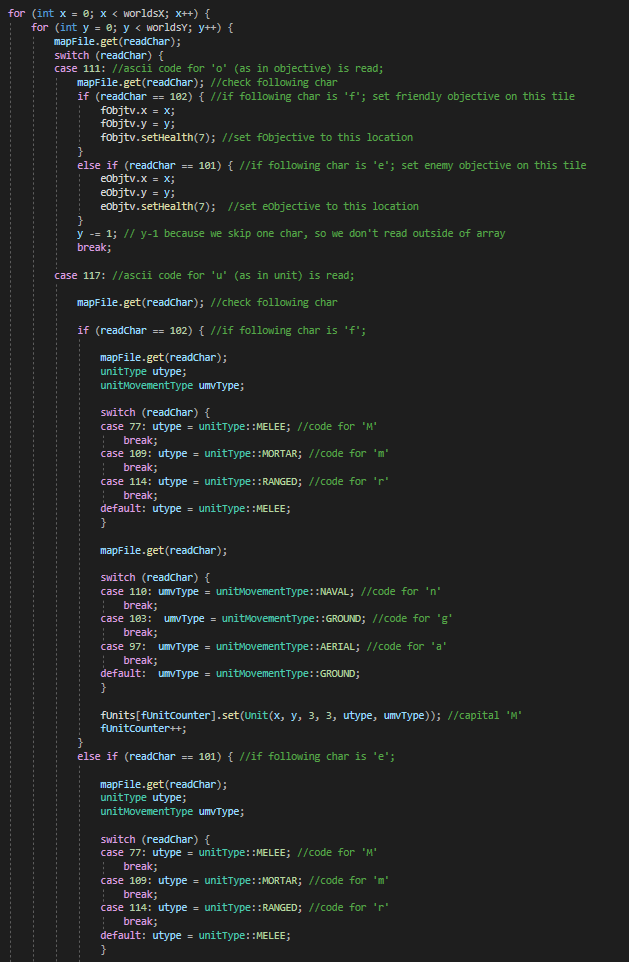 for (int x = 0; x < worldsX; x++) {
for (int y = 0; y < worldsY; y++) {
mapFile.get(readChar);
switch (readChar) {
case 111: //ascii code for 'o' (as in objective) is read;
mapFile.get(readChar); //check following char
if (readChar == 102) { //if following char is 'f'; set friendly objective on this tile
fObjtv.x = x;
fObjtv.y = y;
fObjtv.setHealth(7); //set fObjective to this location
}
else if (readChar == 101) { //if following char is 'e'; set enemy objective on this tile
eObjtv.x = x;
eObjtv.y = y;
eObjtv.setHealth(7);  //set eObjective to this location
}
y -= 1; // y-1 because we skip one char, so we don't read outside of array
break;
case 117: //ascii code for 'u' (as in unit) is read;
mapFile.get(readChar); //check following char
if (readChar == 102) { //if following char is 'f';
mapFile.get(readChar);
unitType utype;
unitMovementType umvType;
switch (readChar) {
case 77: utype = unitType::MELEE; //code for 'M'
break;
case 109: utype = unitType::MORTAR; //code for 'm'
break;
case 114: utype = unitType::RANGED; //code for 'r'
break;
default: utype = unitType::MELEE;
}
mapFile.get(readChar);
switch (readChar) {
case 110: umvType = unitMovementType::NAVAL; //code for 'n'
break;
case 103:  umvType = unitMovementType::GROUND; //code for 'g'
break;
case 97:  umvType = unitMovementType::AERIAL; //code for 'a'
break;
default:  umvType = unitMovementType::GROUND;
}
fUnits[fUnitCounter].set(Unit(x, y, 3, 3, utype, umvType)); //capital 'M'
fUnitCounter++;
}
else if (readChar == 101) { //if following char is 'e';
mapFile.get(readChar);
unitType utype;
unitMovementType umvType;
switch (readChar) {
case 77: utype = unitType::MELEE; //code for 'M'
break;
case 109: utype = unitType::MORTAR; //code for 'm'
break;
case 114: utype = unitType::RANGED; //code for 'r'
break;
default: utype = unitType::MELEE;
}